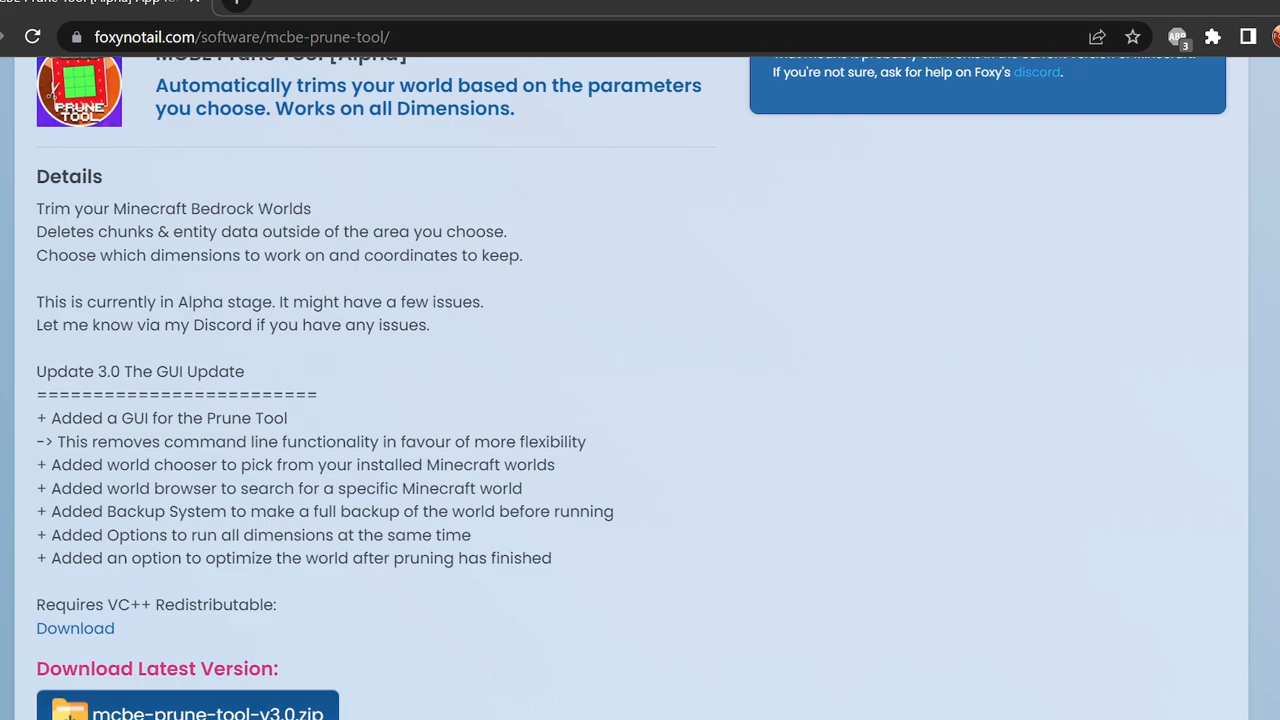 foxynotail.com/software/mcbe-prune-tool/
ABP
3
MCBE Prune Tool [Alpha]
PRUNE
TOOL
Automatically trims your world based on the parameters
you choose. Works on all Dimensions.
If you're not sure, ask for help on Foxy's discord.
Details
Trim your Minecraft Bedrock Worlds
Deletes chunks & entity data outside of the area you choose.
Choose which dimensions to work on and coordinates to keep.
This is currently in Alpha stage. It might have a few issues.
Let me know via my Discord if you have any issues.
Update 3.0 The GUI Update
=========================
+ Added a GUI for the Prune Tool
-> This removes command line functionality in favour of more flexibility
+ Added world chooser to pick from your installed Minecraft worlds
+ Added world browser to search for a specific Minecraft world
+ Added Backup System to make a full backup of the world before running
+ Added Options to run all dimensions at the same time
+ Added an option to optimize the world after pruning has finished
Requires VC++ Redistributable:
Download
Download Latest Version:
mcbe-prune-tool-v3.0.zip